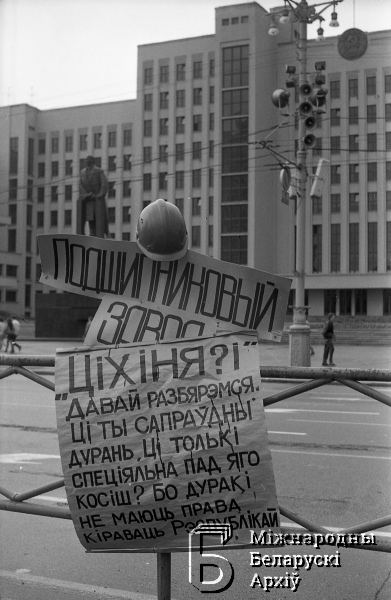 ПОДШИПНИКОВЫЙ
ЗАВОД
"ЦІХІНЯ?!"
"ДАВАЙ РАЗБЯРЭМСЯ.
ЦІ ТЫ САПРАЎДНЫ
ДУРАНЬ, ЦІ ТОЛЬКІ
СПЕЦІЯЛЬНА ПАД ЯГО
КОСІШ? БО ДУРАКІ
НЕ МАЮЦЬ ПРАВА
КІРАВАЦЬ РЭСПУБЛІКАЙ
Міжнародны
Беларускі
Архіў